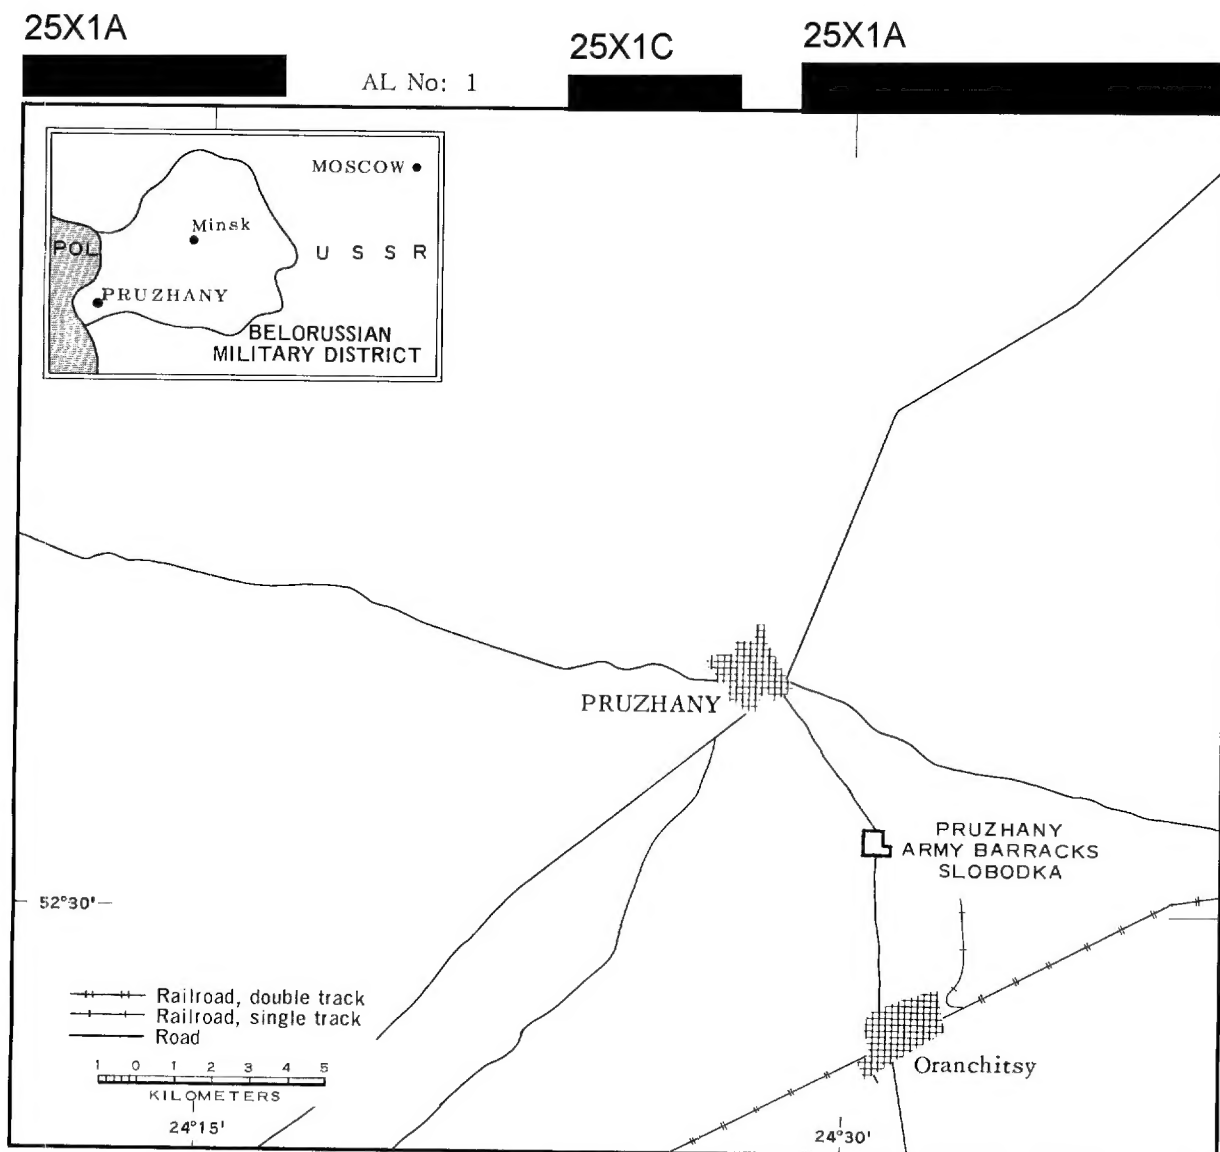 25X1A
25X1C
25X1A
AL No: 1
MOSCOW
Minsk
POL
U S S R
PRUZHANY
BELORUSSIAN
MILITARY DISTRICT
PRUZHANY
PRUZHANY
ARMY BARRACKS
SLOBODKA
52°30'
Railroad, double track
Railroad, single track
Road
1 0 1 2 3 4 5
KILOMETERS
Oranchitsy
24°15'
24°30'